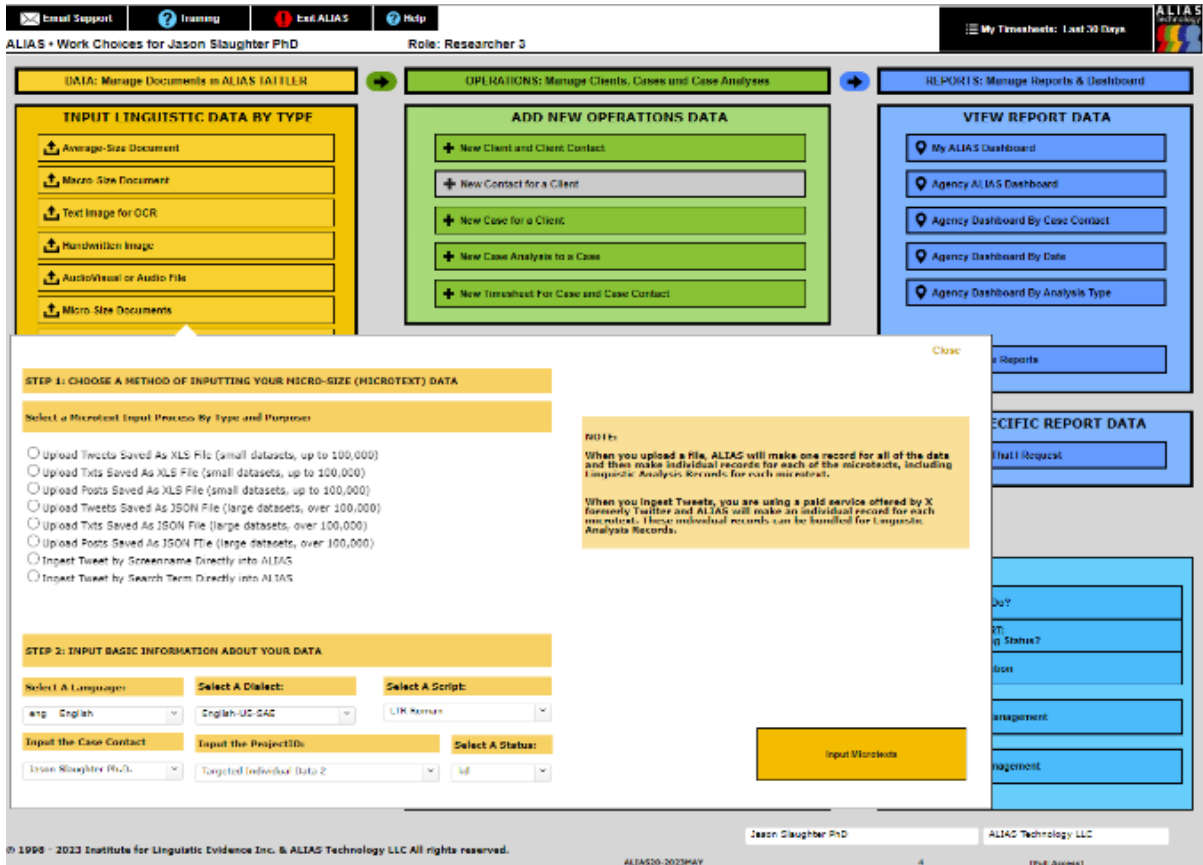 Email Support
Training
Exit ALIAS
Help
My Timesheets: Last 30 Days
ALIAS
Technology
ALIAS • Work Choices for Jason Slaughter PhD
Role: Researcher 3
DATA: Manage Documents in ALIAS TATTLER
OPERATIONS: Manage Clients, Cases and Case Analyses
REPORTS: Manage Reports & Dashboard
INPUT LINGUISTIC DATA BY TYPE
Average-Size Document
Macro-Size Document
Text Image for OCR
Handwritten Image
AudioVisual or Audio File
Micro-Size Documents
ADD NEW OPERATIONS DATA
New Client and Client Contact
New Contact for a Client
New Case for a Client
New Case Analysis to a Case
New Timesheet For Case and Case Contact
VIEW REPORT DATA
My ALIAS Dashboard
Agency ALIAS Dashboard
Agency Dashboard By Case Contact
Agency Dashboard By Date
Agency Dashboard By Analysis Type
Reports
REPORT DATA
That I Request
Do?
Status?
Close
STEP 1: CHOOSE A METHOD OF INPUTTING YOUR MICRO-SIZE (MICROTEXT) DATA
Select a Microtext Input Process By Type and Purpose:
Upload Tweets Saved As XLS File (small datasets, up to 100,000)
Upload Txts Saved As XLS File (small datasets, up to 100,000)
Upload Posts Saved As XLS File (small datasets, up to 100,000)
Upload Tweets Saved As JSON File (large datasets, over 100,000)
Upload Txts Saved As JSON File (large datasets, over 100,000)
Upload Posts Saved As JSON File (large datasets, over 100,000)
Ingest Tweet by Screenname Directly into ALIAS
Ingest Tweet by Search Term Directly into ALIAS
NOTE:
When you upload a file, ALIAS will make one record for all of the data
and then make individual records for each of the microtexts, including
Linguistic Analysis Records for each microtext.
When you ingest Tweets, you are using a paid service offered by X
formerly Twitter and ALIAS will make an individual record for each
microtext. These individual records can be bundled for Linguistic
Analysis Records.
STEP 2: INPUT BASIC INFORMATION ABOUT YOUR DATA
Select A Language:
Select A Dialect:
Select A Script:
eng English
English-US-SAE
LTR Roman
Input the Case Contact
Input the ProjectID:
Select A Status:
Jason Slaughter Ph.D.
Targeted Individual Data 2
Input Microtexts
Jason Slaughter PhD
ALIAS Technology LLC
© 1998 - 2023 Institute for Linguistic Evidence Inc. & ALIAS Technology LLC All rights reserved.
ALIAS20-2023MAY
4
[Full Access]